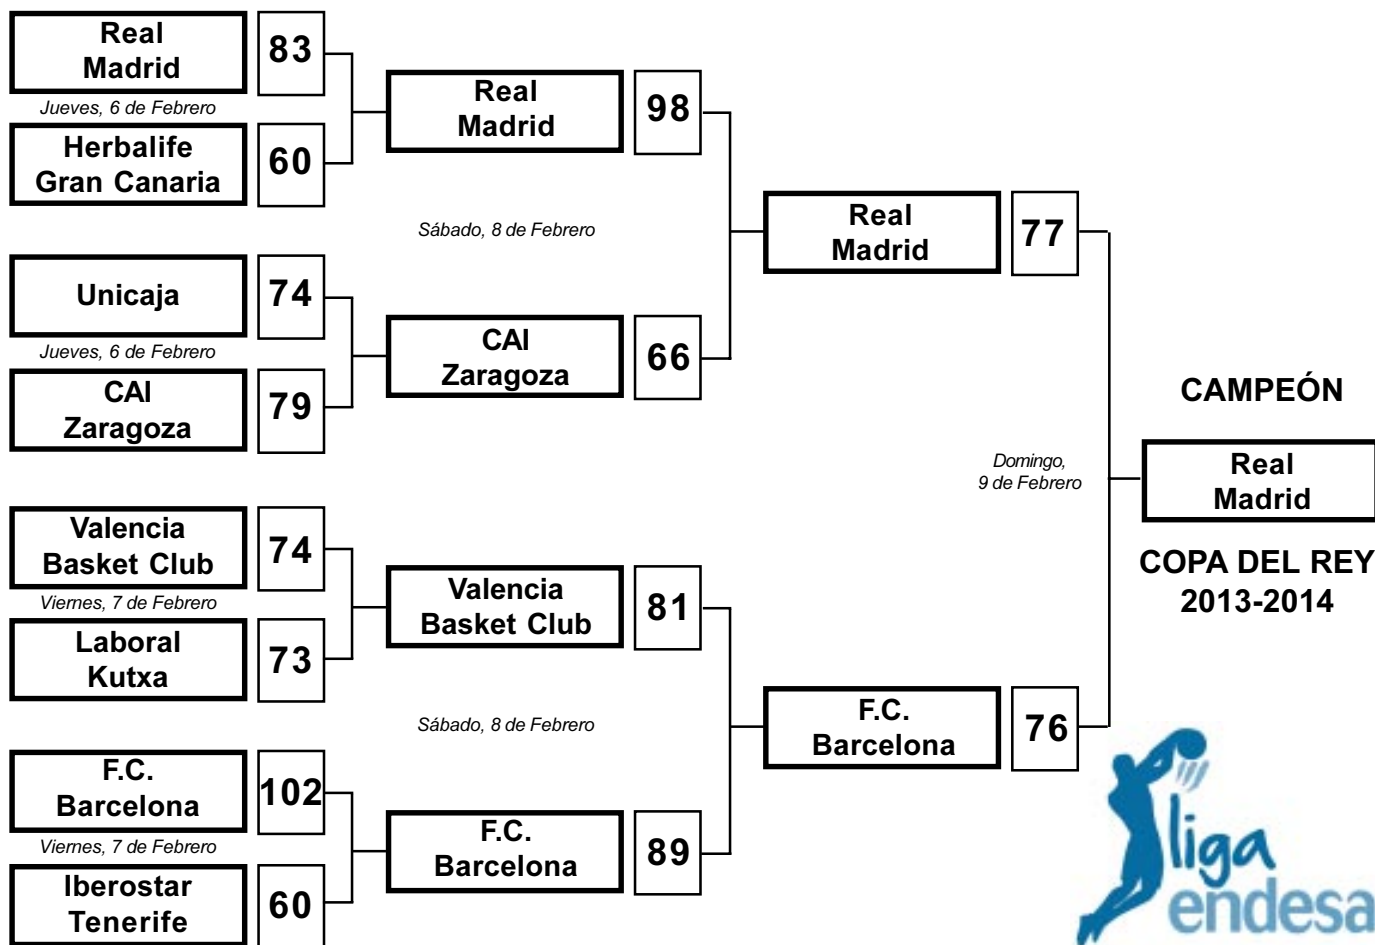 Real
Madrid
83
Jueves, 6 de Febrero
Herbalife
Gran Canaria
60
Unicaja
74
Jueves, 6 de Febrero
CAI
Zaragoza
79
Valencia
Basket Club
74
Viernes, 7 de Febrero
Laboral
Kutxa
73
F.C.
Barcelona
102
Viernes, 7 de Febrero
Iberostar
Tenerife
60
Real
Madrid
98
Sábado, 8 de Febrero
CAI
Zaragoza
66
Valencia
Basket Club
81
Sábado, 8 de Febrero
F.C.
Barcelona
89
Real
Madrid
77
Domingo,
9 de Febrero
F.C.
Barcelona
76
CAMPEÓN
Real
Madrid
COPA DEL REY
2013-2014
liga
endesa